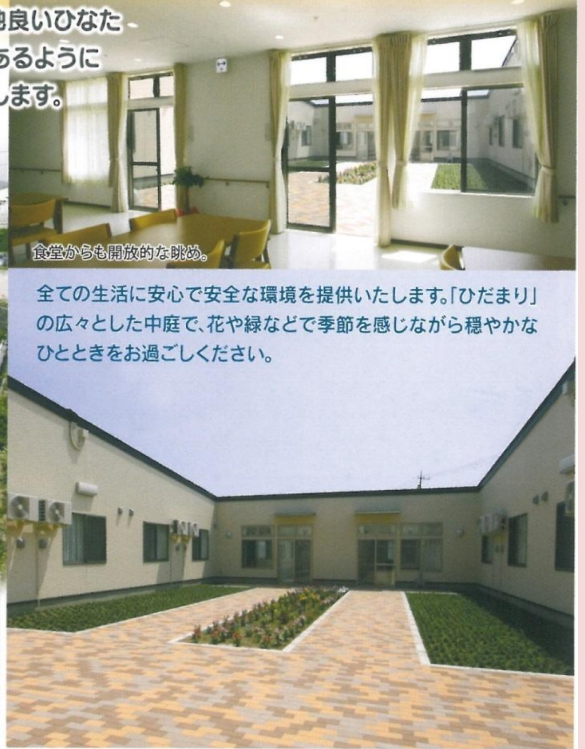 地良いひなた
あるように
します。
食堂からも開放的な眺め。
全ての生活に安心で安全な環境を提供いたします。「ひだまり」
の広々とした中庭で、花や緑などで季節を感じながら穏やかな
ひとときをお過ごしください。